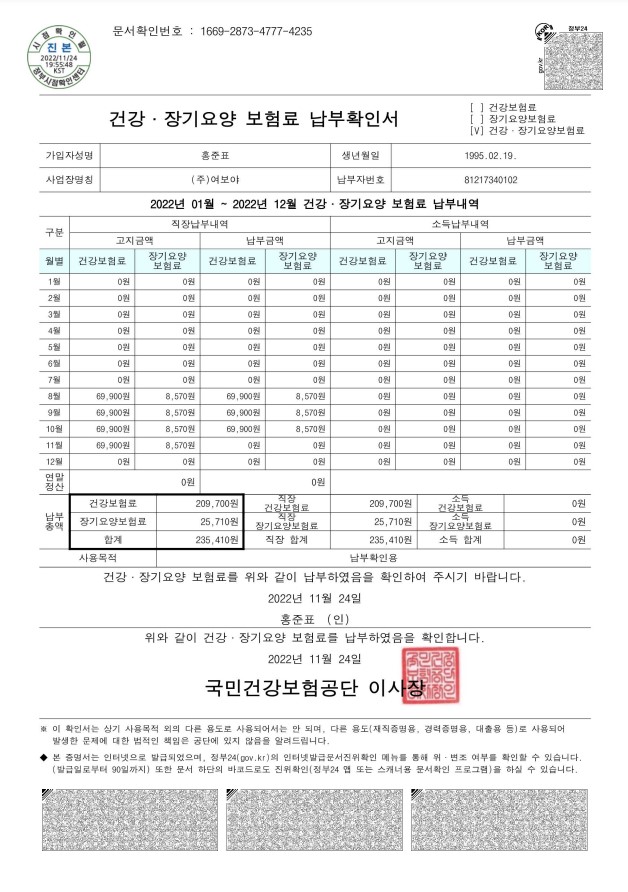 문서확인번호 : 1669-2873-4777-4235
시점확인필
진본
2022/11/24
19:55:48
KST
정부시점확인센터
정부24
gov.kr
건강 · 장기요양 보험료 납부확인서
[ ] 건강보험료
[ ] 장기요양보험료
[V] 건강 · 장기요양보험료
가입자성명 홍준표 생년월일 1995.02.19.
사업장명칭 (주)여보야 납부자번호 81217340102
2022년 01월 ~ 2022년 12월 건강 · 장기요양 보험료 납부내역
구분 직장납부내역 소득납부내역
고지금액 납부금액 고지금액 납부금액
월별 건강보험료 장기요양 보험료 건강보험료 장기요양 보험료 건강보험료 장기요양 보험료 건강보험료 장기요양 보험료
1월 0원 0원 0원 0원 0원 0원 0원 0원
2월 0원 0원 0원 0원 0원 0원 0원 0원
3월 0원 0원 0원 0원 0원 0원 0원 0원
4월 0원 0원 0원 0원 0원 0원 0원 0원
5월 0원 0원 0원 0원 0원 0원 0원 0원
6월 0원 0원 0원 0원 0원 0원 0원 0원
7월 0원 0원 0원 0원 0원 0원 0원 0원
8월 69,900원 8,570원 69,900원 8,570원 0원 0원 0원 0원
9월 69,900원 8,570원 69,900원 8,570원 0원 0원 0원 0원
10월 69,900원 8,570원 69,900원 8,570원 0원 0원 0원 0원
11월 69,900원 8,570원 0원 0원 0원 0원 0원 0원
12월 0원 0원 0원 0원 0원 0원 0원 0원
연말 정산 0원 0원
납부 총액 건강보험료 209,700원 직장 건강보험료 209,700원 소득 건강보험료 0원
장기요양보험료 25,710원 직장 장기요양보험료 25,710원 소득 장기요양보험료 0원
합계 235,410원 직장 합계 235,410원 소득 합계 0원
사용목적 납부확인용
건강 · 장기요양 보험료를 위와 같이 납부하였음을 확인하여 주시기 바랍니다.
2022년 11월 24일
홍준표 (인)
위와 같이 건강 · 장기요양 보험료를 납부하였음을 확인합니다.
2022년 11월 24일
국민건강보험공단 이사장
※ 이 확인서는 상기 사용목적 외의 다른 용도로 사용되어서는 안 되며, 다른 용도(재직증명용, 경력증명용, 대출용 등)로 사용되어
발생한 문제에 대한 법적인 책임은 공단에 있지 않음을 알려드립니다.
◆ 본 증명서는 인터넷으로 발급되었으며, 정부24(gov.kr)의 인터넷발급문서진위확인 메뉴를 통해 위 · 변조 여부를 확인할 수 있습니다.
(발급일로부터 90일까지) 또한 문서 하단의 바코드로도 진위확인(정부24 앱 또는 스캐너용 문서확인 프로그램)을 하실 수 있습니다.